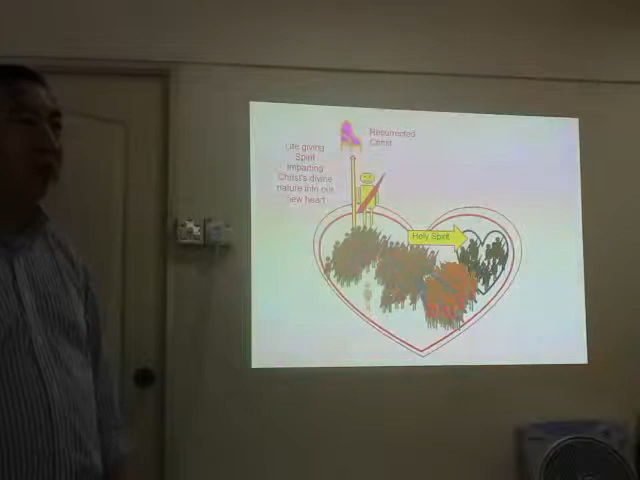 Resurrected
Christ
Life giving
Spirit
Imparting
Christ's divine
nature into our
new heart
Holy Spirit